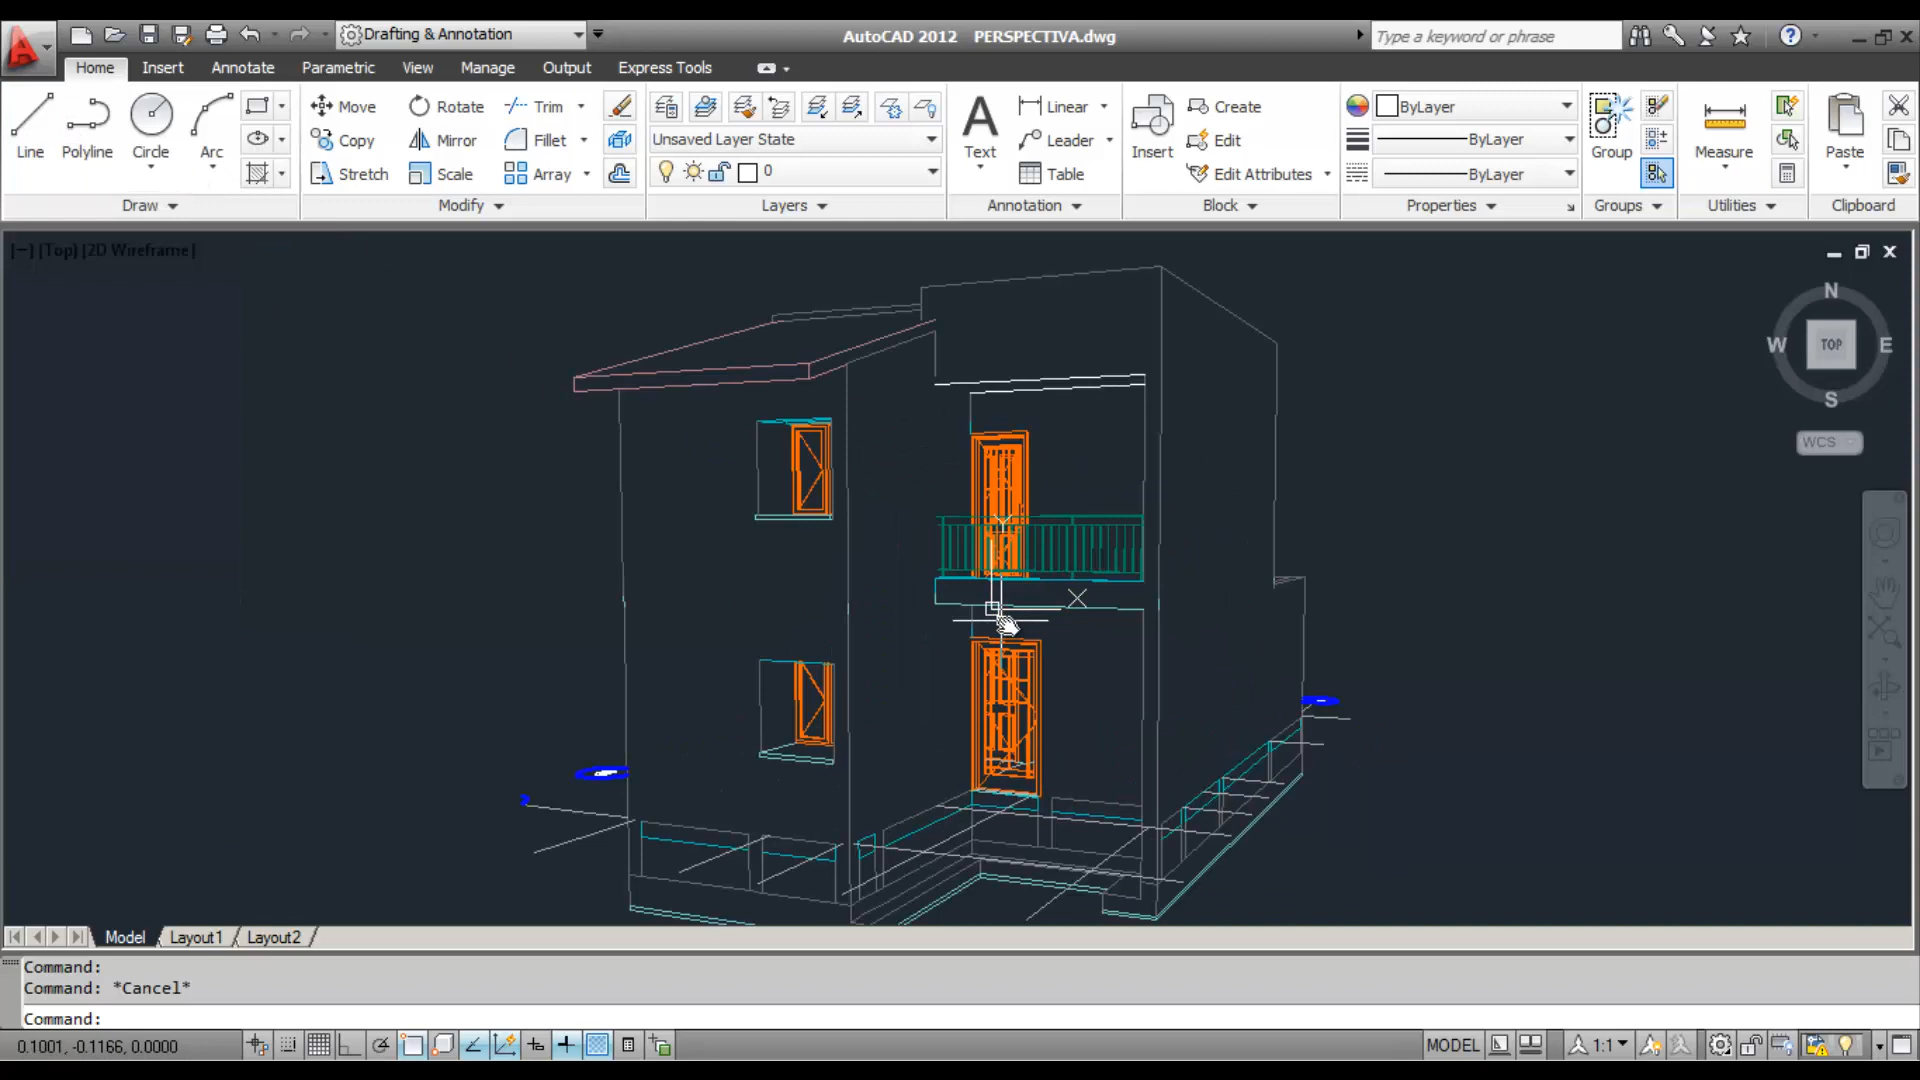 Drafting & Annotation
AutoCAD 2012 PERSPECTIVA.dwg
Type a keyword or phrase
Home Insert Annotate Parametric View Manage Output Express Tools
Line Polyline Circle Arc
Move Rotate Trim
Copy Mirror Fillet
Stretch Scale Array
Unsaved Layer State
0
Text
Linear
Leader
Table
Insert
Create
Edit
Edit Attributes
ByLayer
ByLayer
ByLayer
Group
Measure
Paste
Draw Modify Layers Annotation Block Properties Groups Utilities Clipboard
[−] [Top] [2D Wireframe]
N
W TOP E
S
WCS
Y
X
Model Layout1 Layout2
Command:
Command: *Cancel*
Command:
0.1001, -0.1166, 0.0000
MODEL
1:1